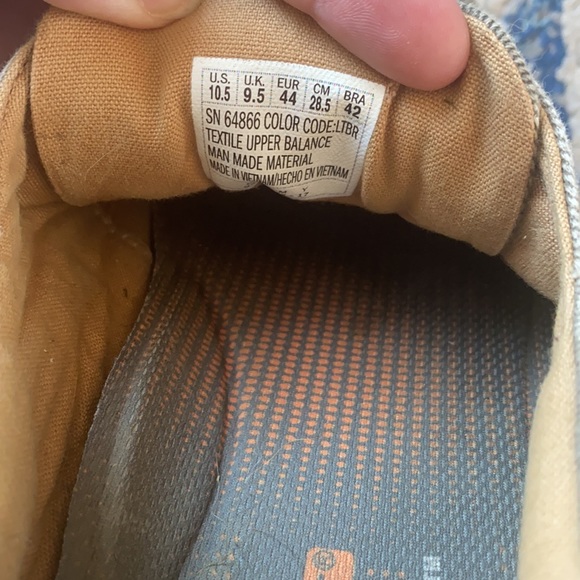 U.S. U.K. EUR CM BRA
10.5 9.5 44 28.5 42
SN 64866 COLOR CODE:LTBR
TEXTILE UPPER BALANCE
MAN MADE MATERIAL
MADE IN VIETNAM/HECHO EN VIETNAM